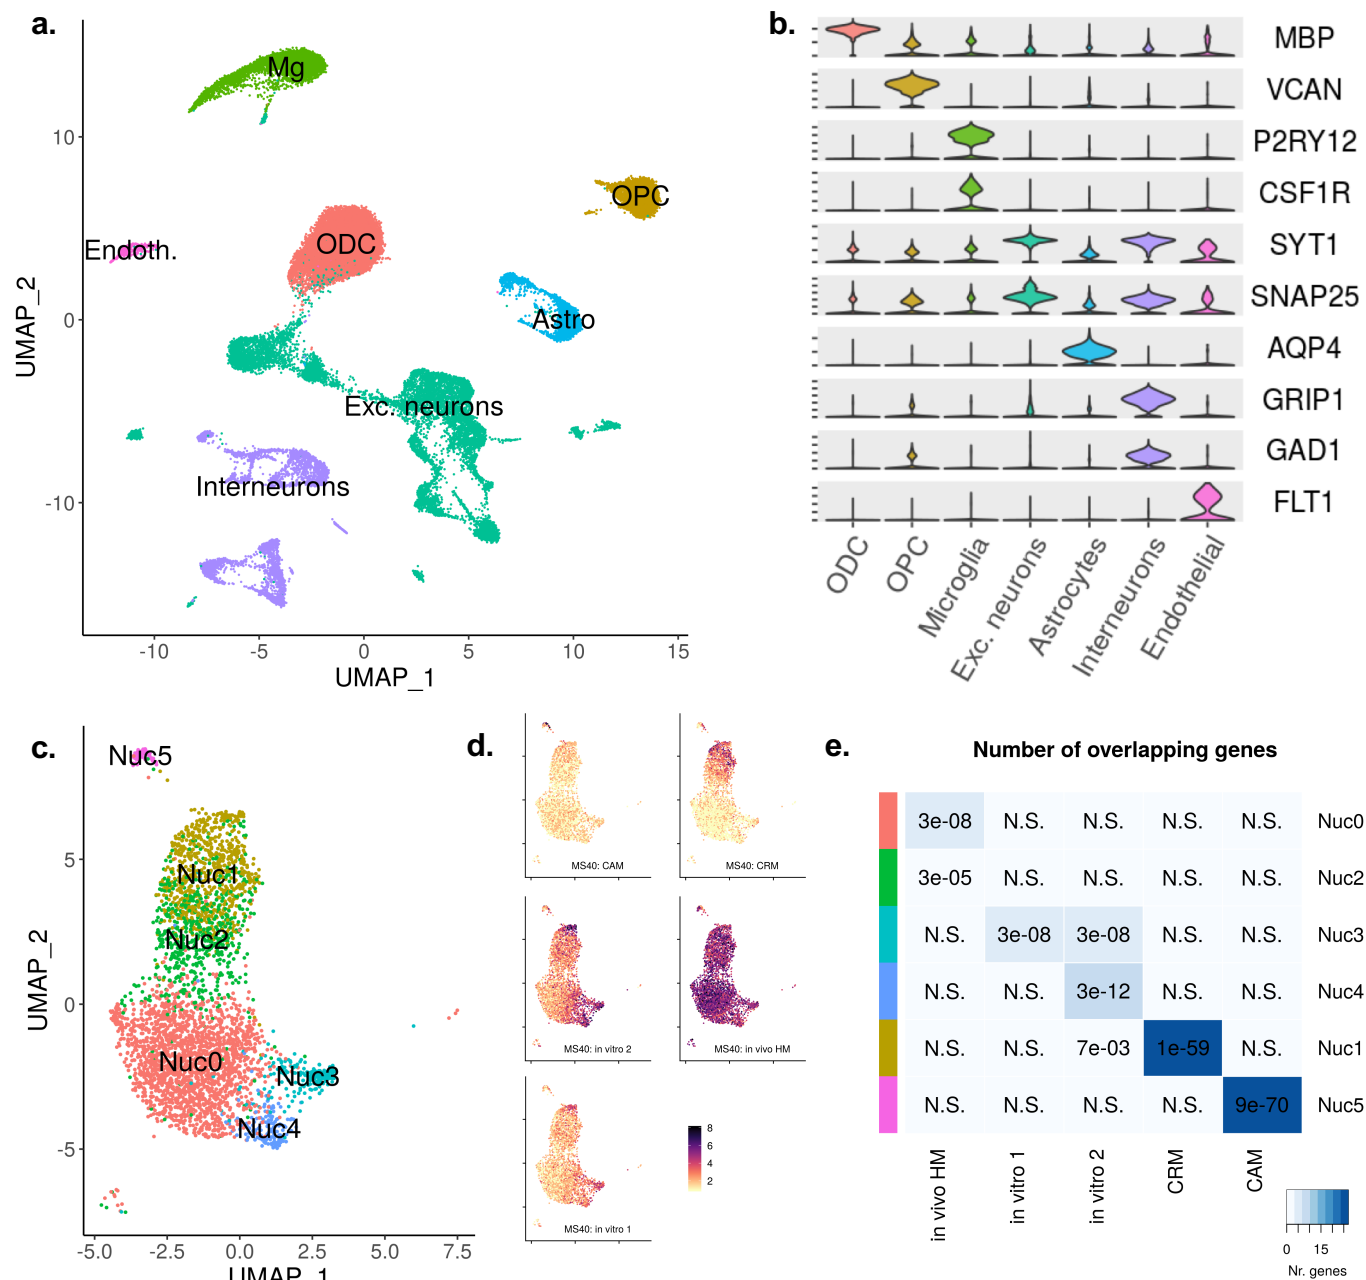 a.
Mg
OPC
ODC
Endoth.
Astro
Exc. neurons
Interneurons
10
0
-10
UMAP_2
-10
-5
0
5
10
15
UMAP_1
b.
MBP
VCAN
P2RY12
CSF1R
SYT1
SNAP25
AQP4
GRIP1
GAD1
FLT1
ODC
OPC
Microglia
Exc. neurons
Astrocytes
Interneurons
Endothelial
c.
Nuc5
Nuc1
Nuc2
Nuc0
Nuc3
Nuc4
5
0
-5
UMAP_2
-5.0
-2.5
0.0
2.5
5.0
7.5
UMAP_1
d.
MS40: CAM
MS40: CRM
MS40: in vitro 2
MS40: in vivo HM
MS40: in vitro 1
8
6
4
2
e.
Number of overlapping genes
3e-08 N.S. N.S. N.S. N.S. Nuc0
3e-05 N.S. N.S. N.S. N.S. Nuc2
N.S. 3e-08 3e-08 N.S. N.S. Nuc3
N.S. N.S. 3e-12 N.S. N.S. Nuc4
N.S. N.S. 7e-03 1e-59 N.S. Nuc1
N.S. N.S. N.S. N.S. 9e-70 Nuc5
in vivo HM
in vitro 1
in vitro 2
CRM
CAM
0 15
Nr. genes